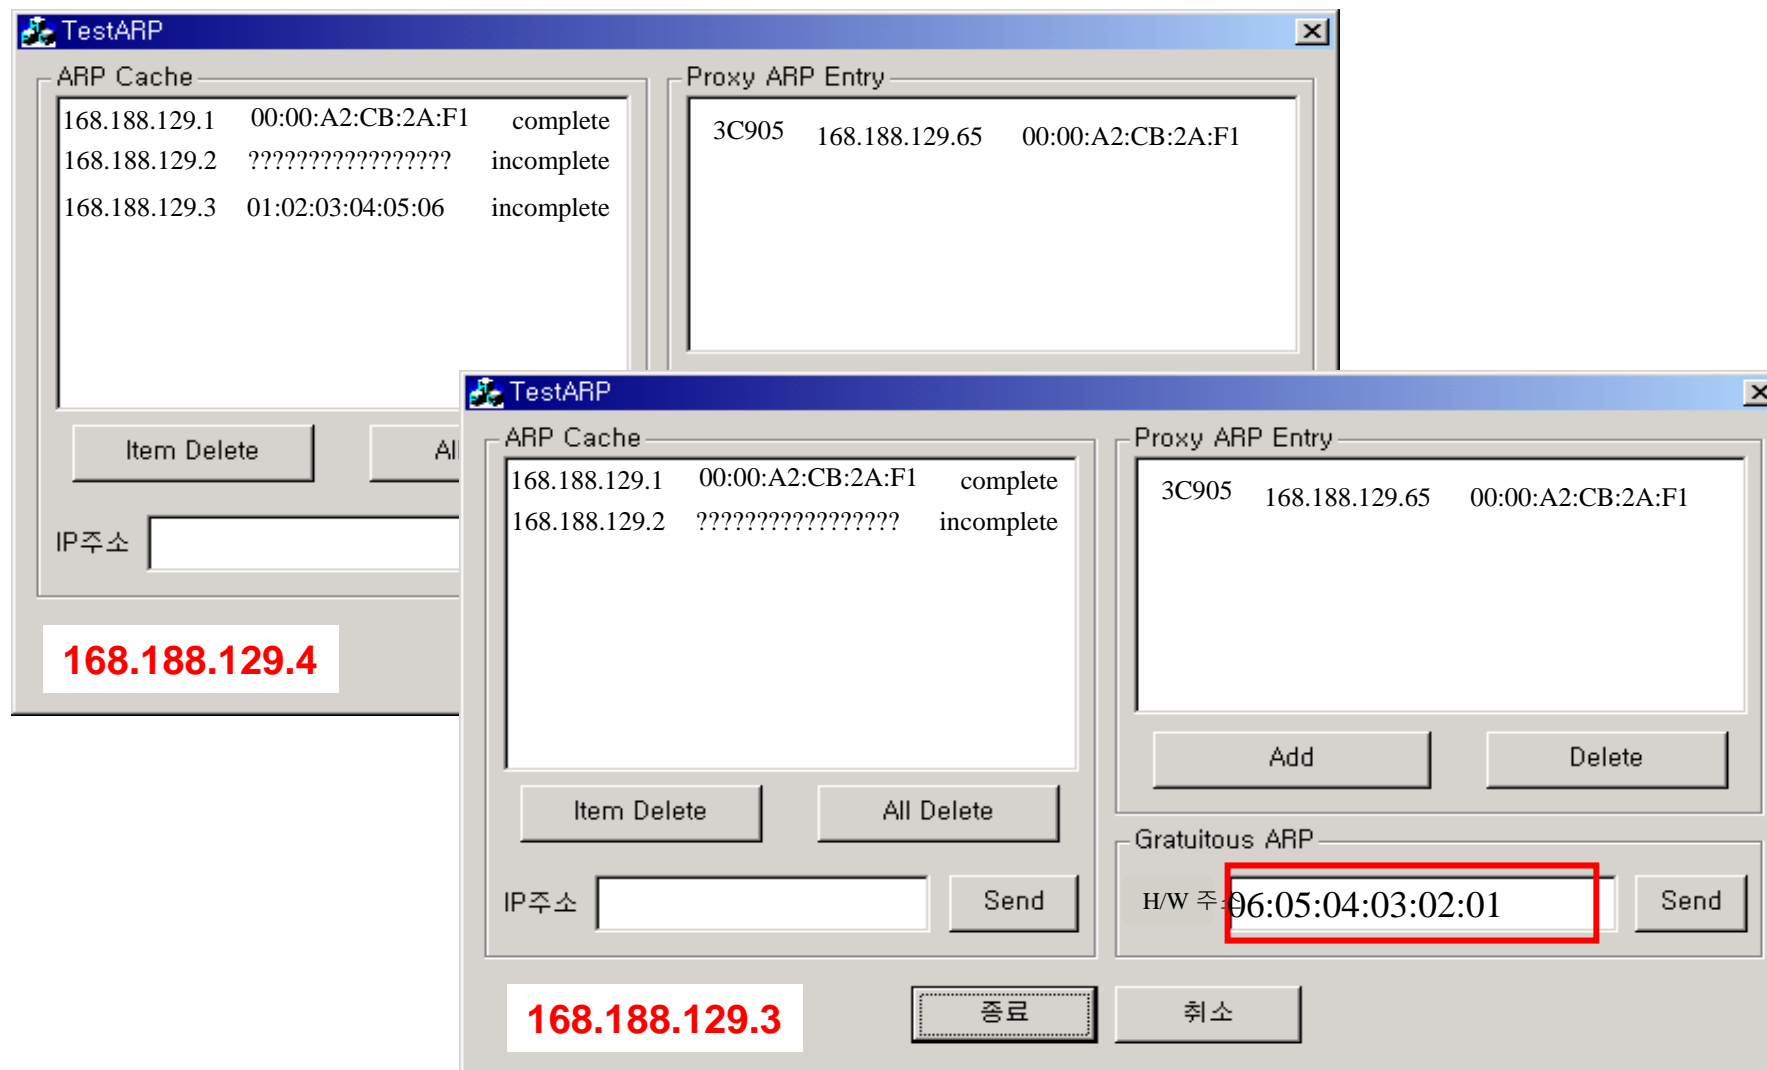 TestARP
ARP Cache
168.188.129.1 00:00:A2:CB:2A:F1 complete
168.188.129.2 ????????????????? incomplete
168.188.129.3 01:02:03:04:05:06 incomplete
Proxy ARP Entry
3C905 168.188.129.65 00:00:A2:CB:2A:F1
Item Delete
IP주소
168.188.129.4
TestARP
ARP Cache
168.188.129.1 00:00:A2:CB:2A:F1 complete
168.188.129.2 ????????????????? incomplete
Item Delete All Delete
IP주소 Send
Proxy ARP Entry
3C905 168.188.129.65 00:00:A2:CB:2A:F1
Add Delete
Gratuitous ARP
H/W 06:05:04:03:02:01 Send
168.188.129.3
종료 취소